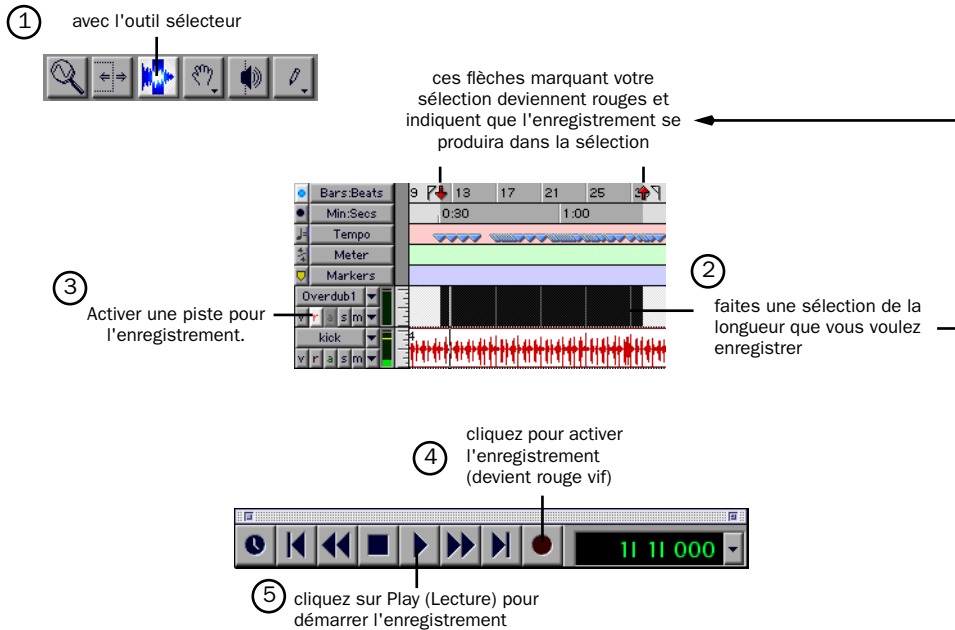 1
avec l'outil sélecteur
ces flèches marquant votre
sélection deviennent rouges et
indiquent que l'enregistrement se
produira dans la sélection
Bars:Beats
9 13 17 21 25
Min:Secs
0:30 1:00
Tempo
Meter
Markers
3
Activer une piste pour
l'enregistrement.
Overdub1
v r a s m
kick
v r a s m
2
faites une sélection de la
longueur que vous voulez
enregistrer
4
cliquez pour activer
l'enregistrement
(devient rouge vif)
1| 1| 000
5
cliquez sur Play (Lecture) pour
démarrer l'enregistrement